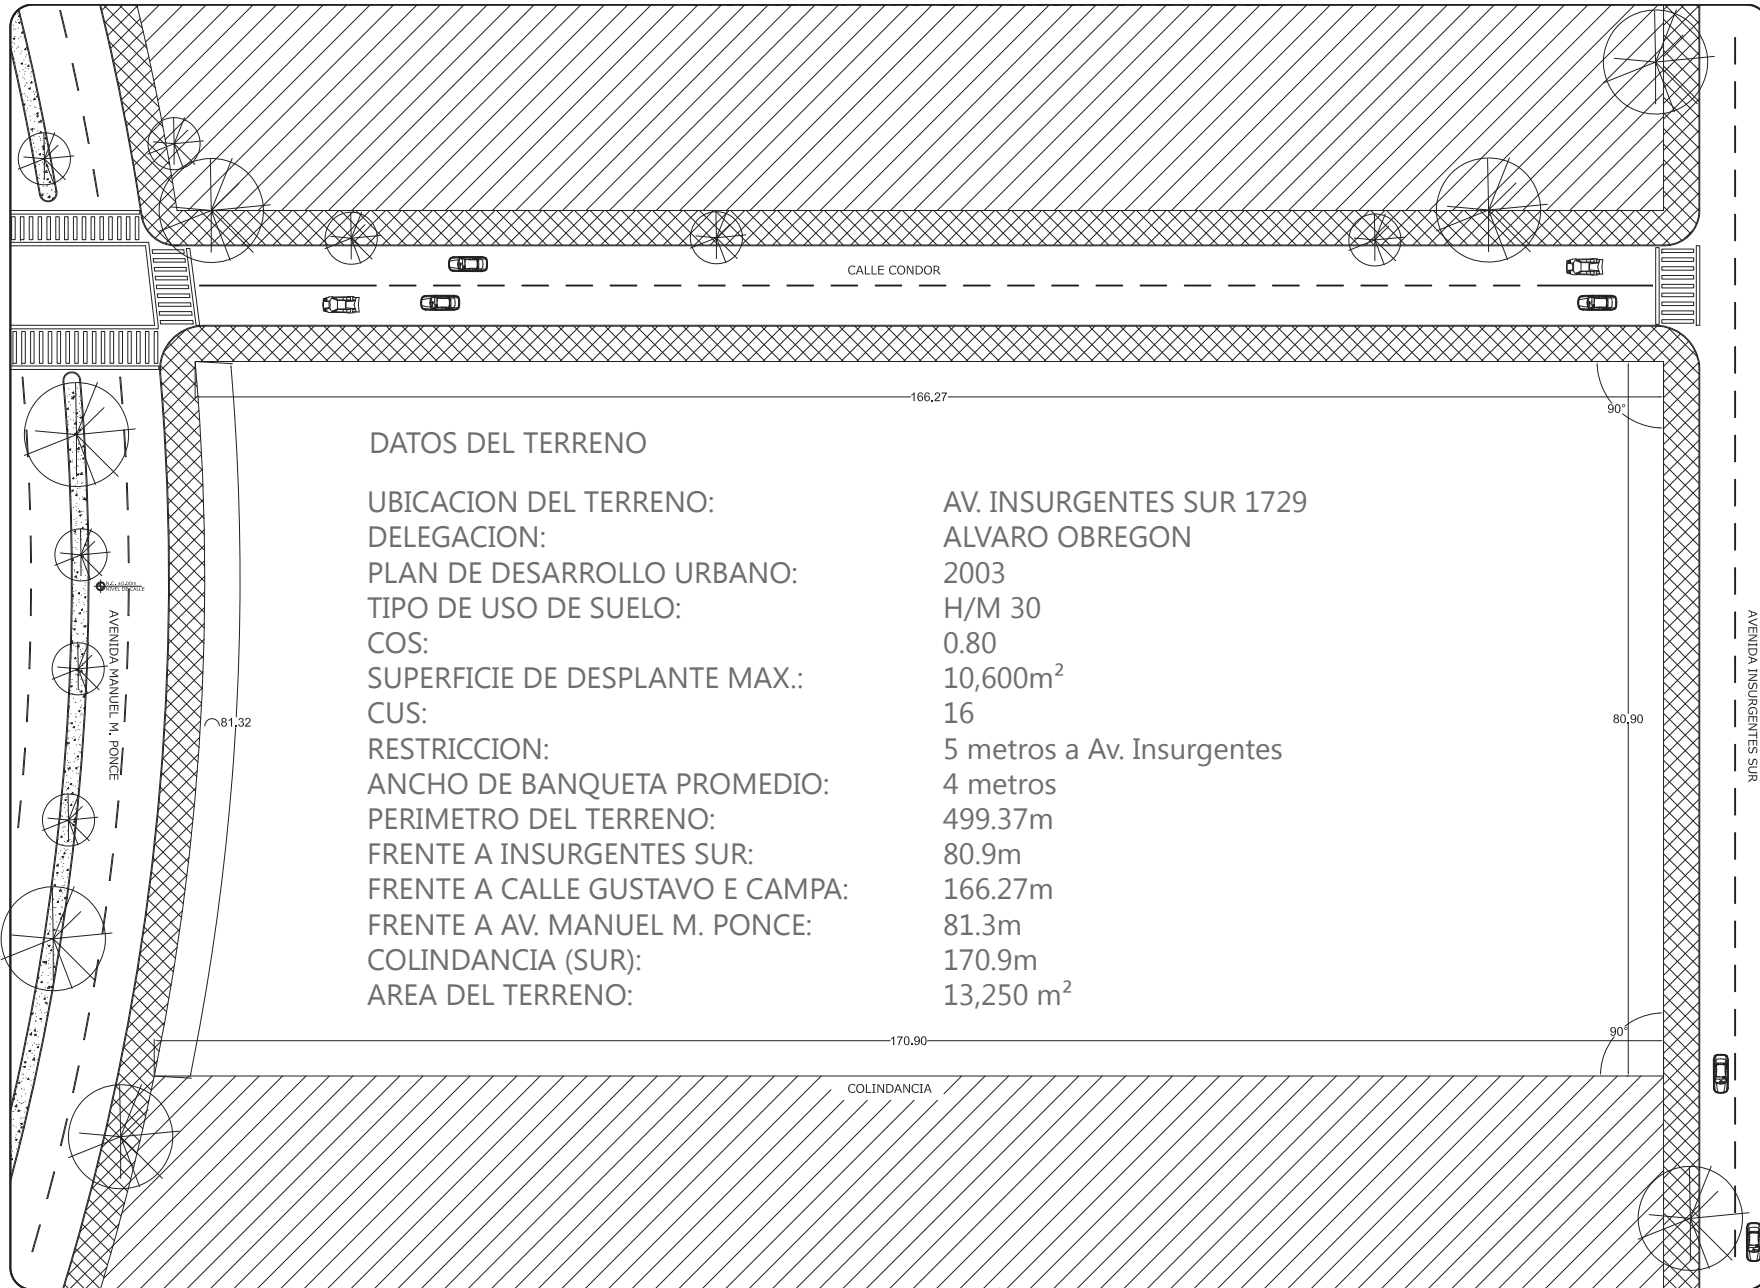 CALLE CONDOR
166.27
90°
DATOS DEL TERRENO
UBICACION DEL TERRENO: AV. INSURGENTES SUR 1729
DELEGACION: ALVARO OBREGON
PLAN DE DESARROLLO URBANO: 2003
TIPO DE USO DE SUELO: H/M 30
COS: 0.80
SUPERFICIE DE DESPLANTE MAX.: 10,600m²
CUS: 16
RESTRICCION: 5 metros a Av. Insurgentes
ANCHO DE BANQUETA PROMEDIO: 4 metros
PERIMETRO DEL TERRENO: 499.37m
FRENTE A INSURGENTES SUR: 80.9m
FRENTE A CALLE GUSTAVO E CAMPA: 166.27m
FRENTE A AV. MANUEL M. PONCE: 81.3m
COLINDANCIA (SUR): 170.9m
AREA DEL TERRENO: 13,250 m²
AVENIDA MANUEL M. PONCE
81.32
80.90
AVENIDA INSURGENTES SUR
90°
170.90
COLINDANCIA